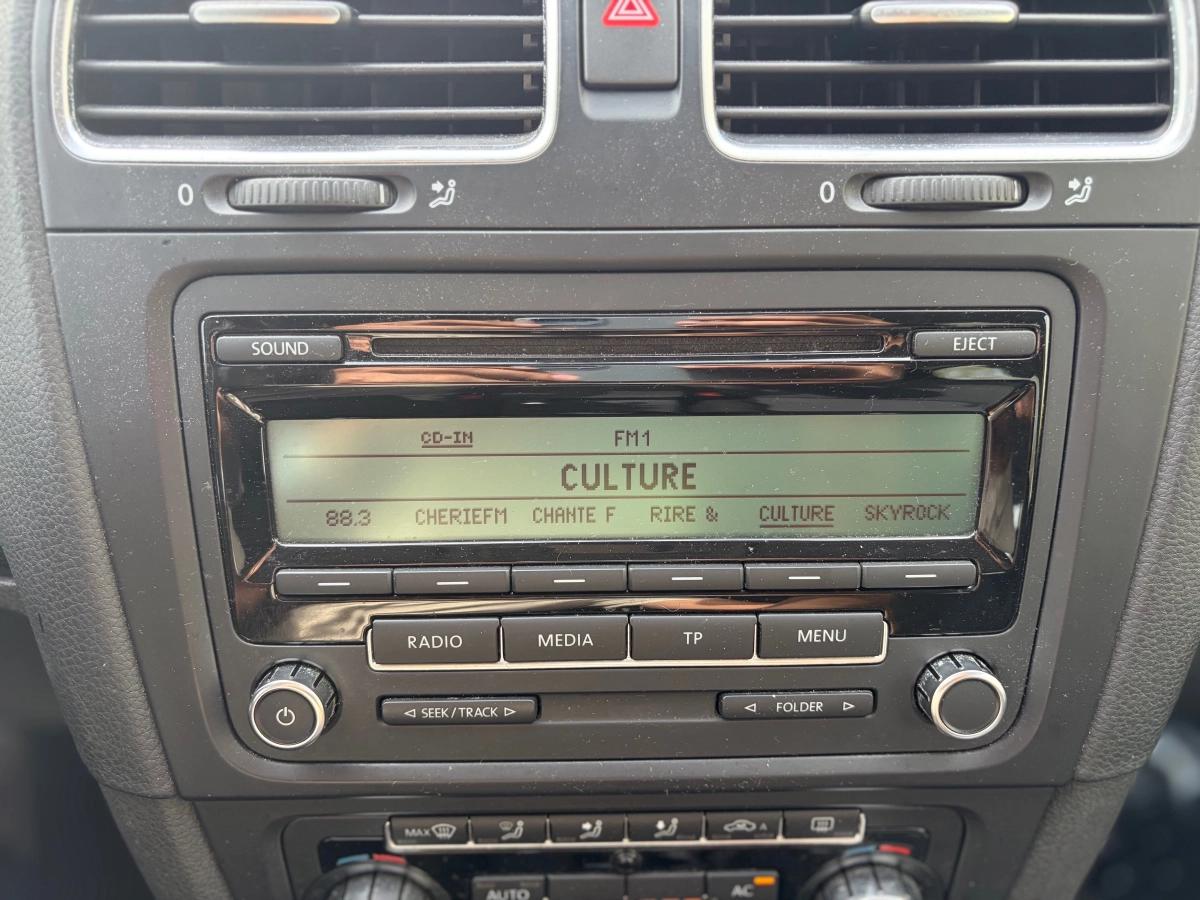 0 0
SOUND EJECT
CD-IN FM1
CULTURE
88.3 CHERIEFM CHANTE F RIRE & CULTURE SKYROCK
RADIO MEDIA TP MENU
SEEK/TRACK FOLDER
MAX A
AUTO AC